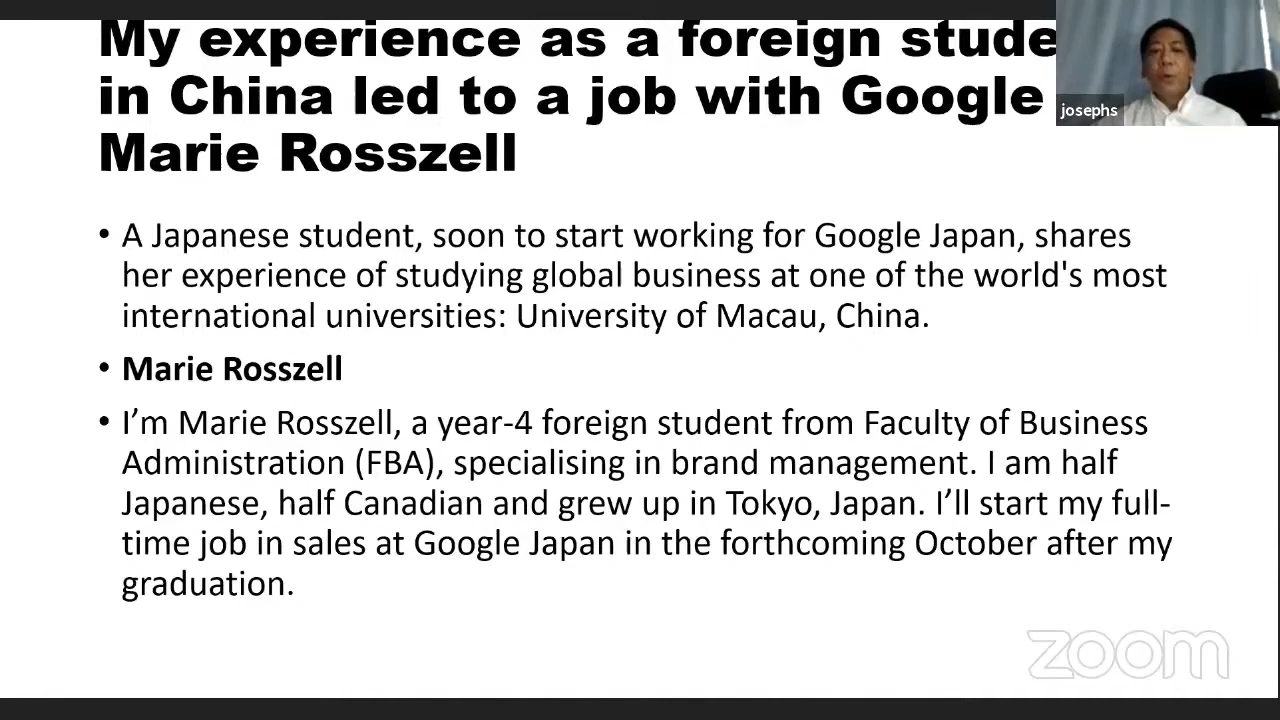 My experience as a foreign stude
in China led to a job with Google
Marie Rosszell
josephs
• A Japanese student, soon to start working for Google Japan, shares
her experience of studying global business at one of the world's most
international universities: University of Macau, China.
• Marie Rosszell
• I’m Marie Rosszell, a year-4 foreign student from Faculty of Business
Administration (FBA), specialising in brand management. I am half
Japanese, half Canadian and grew up in Tokyo, Japan. I’ll start my full-
time job in sales at Google Japan in the forthcoming October after my
graduation.
zoom